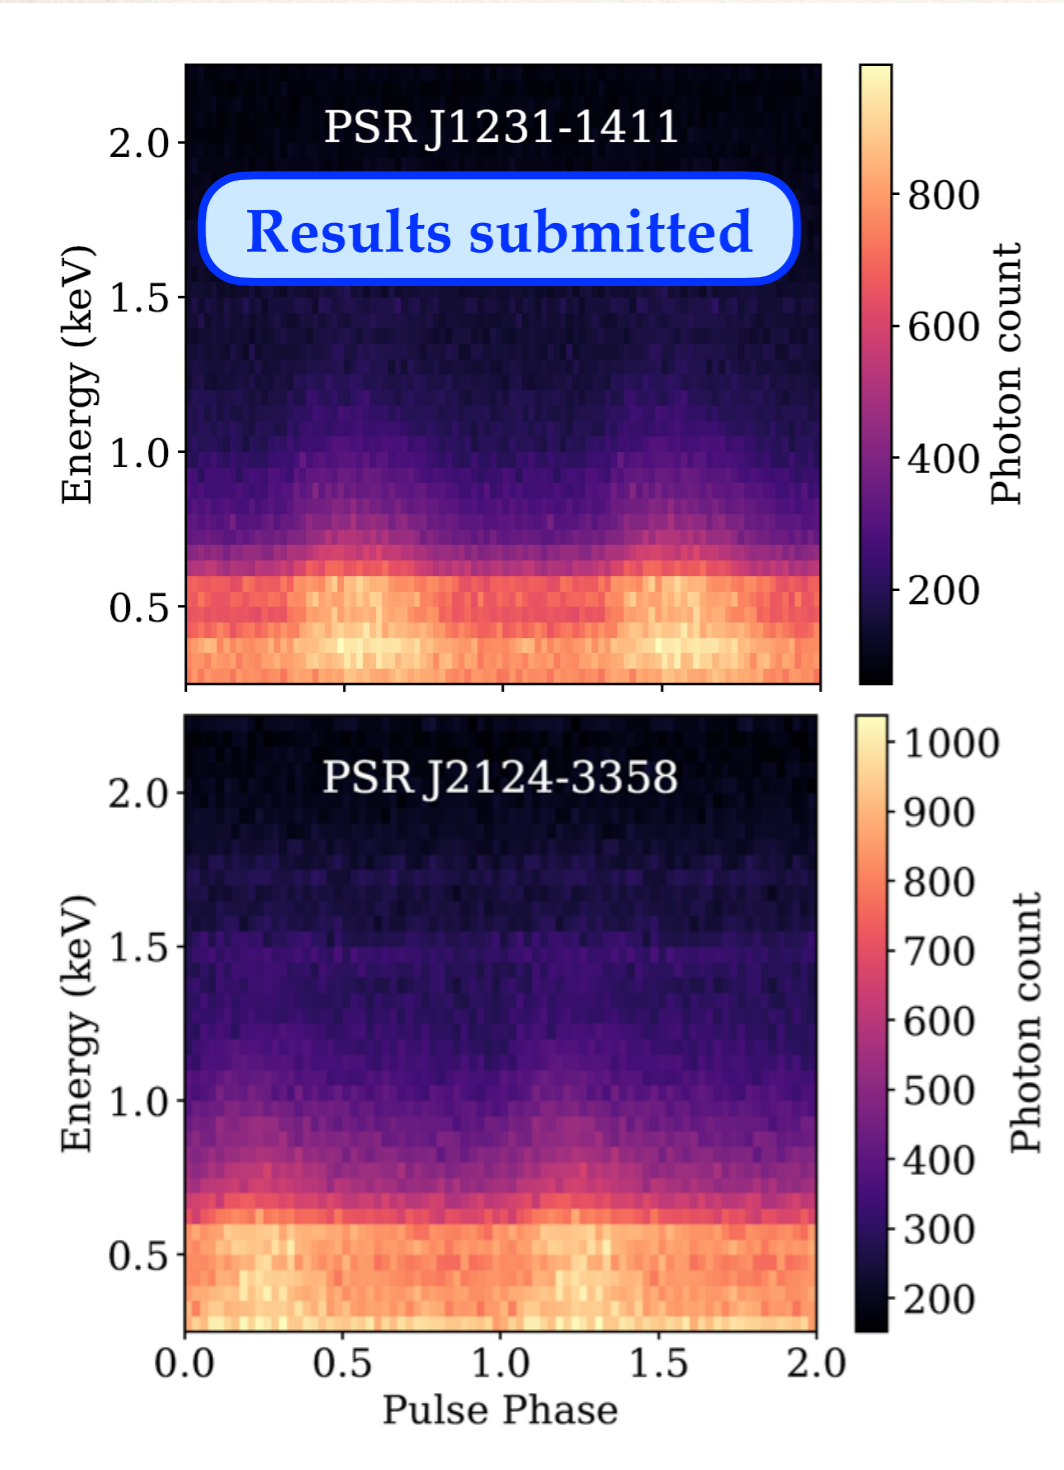 PSR J1231-1411
Results submitted
2.0
1.5
1.0
0.5
Energy (keV)
800
600
400
200
Photon count
PSR J2124-3358
2.0
1.5
1.0
0.5
Energy (keV)
1000
900
800
700
600
500
400
300
200
Photon count
0.0 0.5 1.0 1.5 2.0
Pulse Phase